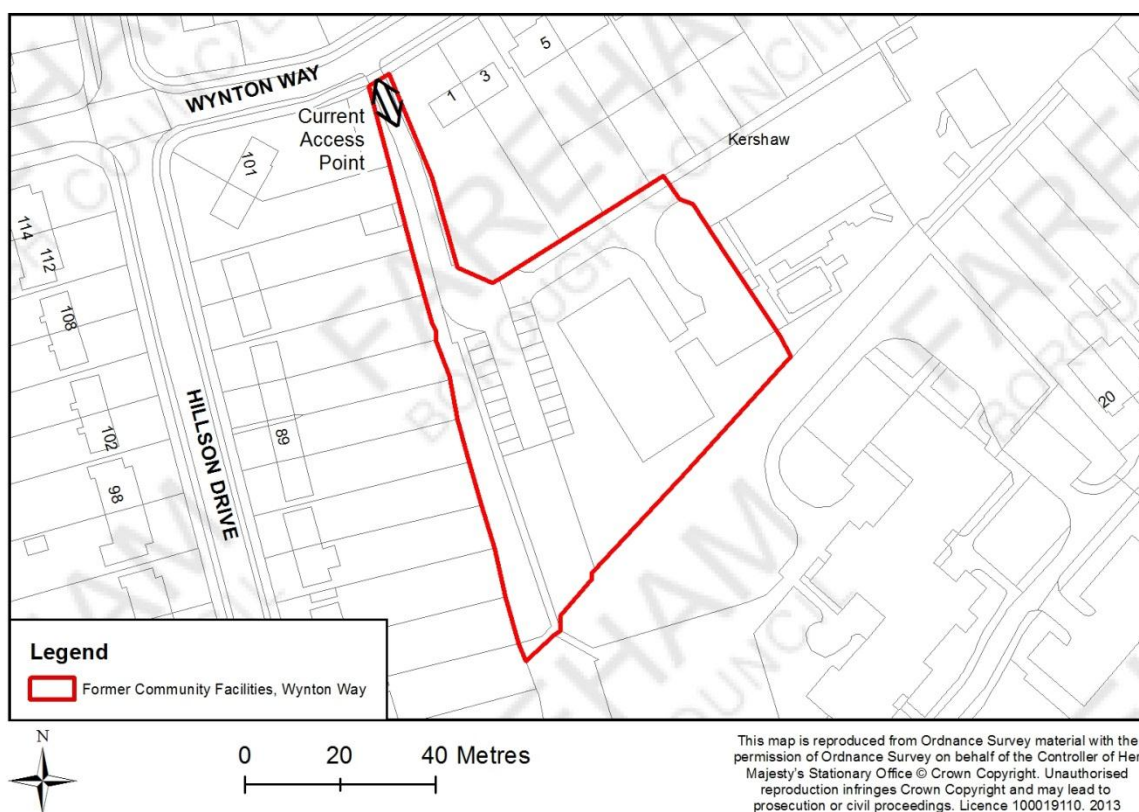 WYNTON WAY
Current
Access
Point
1
3
5
Kershaw
101
114
112
108
102
98
89
20
HILLSON DRIVE
FAREHAM
BOROUGH COUNCIL
Legend
Former Community Facilities, Wynton Way
N
0 20 40 Metres
This map is reproduced from Ordnance Survey material with the
permission of Ordnance Survey on behalf of the Controller of Her
Majesty's Stationary Office © Crown Copyright. Unauthorised
reproduction infringes Crown Copyright and may lead to
prosecution or civil proceedings. Licence 100019110. 2013